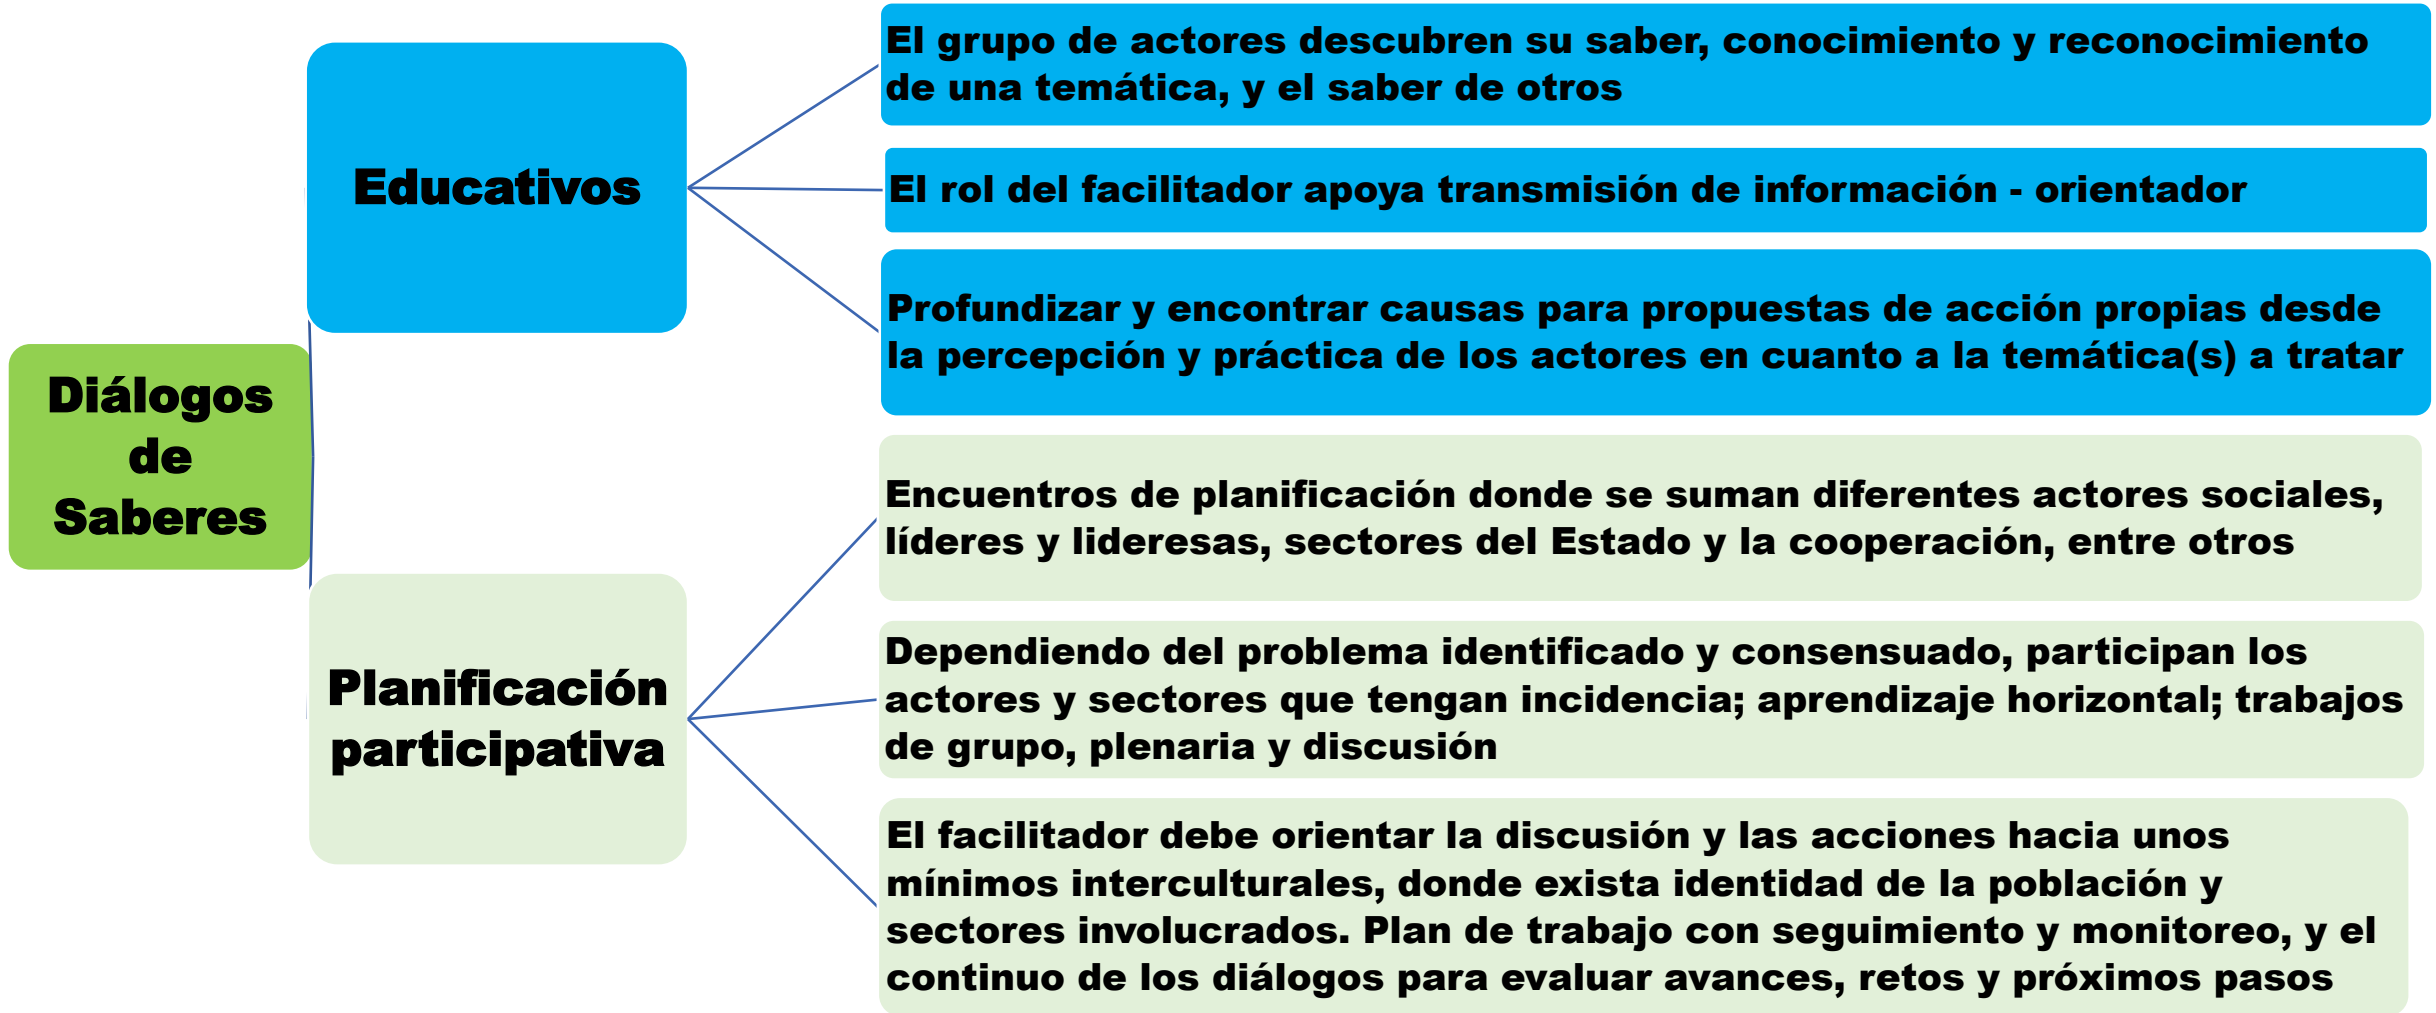 Diálogos
de
Saberes
Educativos
El grupo de actores descubren su saber, conocimiento y reconocimiento
de una temática, y el saber de otros
El rol del facilitador apoya transmisión de información - orientador
Profundizar y encontrar causas para propuestas de acción propias desde
la percepción y práctica de los actores en cuanto a la temática(s) a tratar
Planificación
participativa
Encuentros de planificación donde se suman diferentes actores sociales,
líderes y lideresas, sectores del Estado y la cooperación, entre otros
Dependiendo del problema identificado y consensuado, participan los
actores y sectores que tengan incidencia; aprendizaje horizontal; trabajos
de grupo, plenaria y discusión
El facilitador debe orientar la discusión y las acciones hacia unos
mínimos interculturales, donde exista identidad de la población y
sectores involucrados. Plan de trabajo con seguimiento y monitoreo, y el
continuo de los diálogos para evaluar avances, retos y próximos pasos